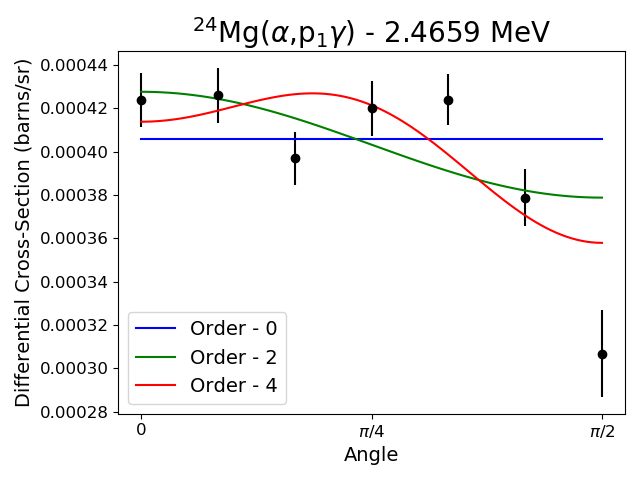 ²⁴Mg(α,p₁γ) - 2.4659 MeV
Differential Cross-Section (barns/sr)
0.00044
0.00042
0.00040
0.00038
0.00036
0.00034
0.00032
0.00030
0.00028
Order - 0
Order - 2
Order - 4
0 π/4 π/2
Angle